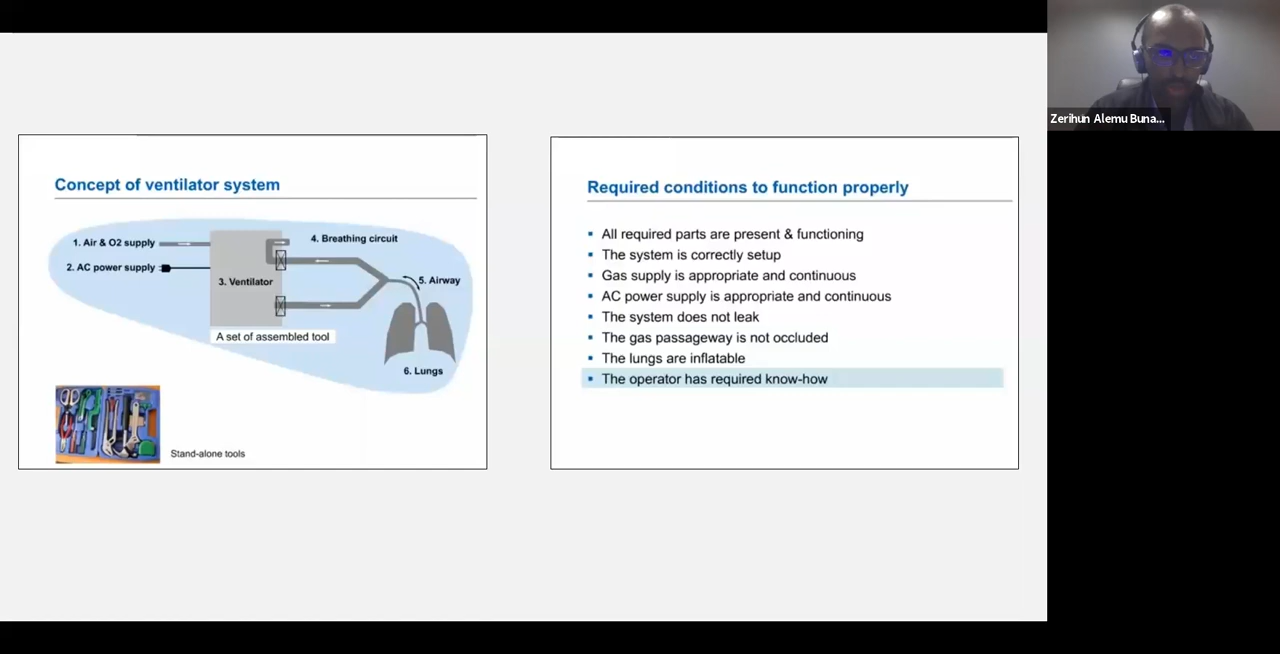 Zerihun Alemu Buna...
Concept of ventilator system
1. Air & O2 supply
2. AC power supply
3. Ventilator
4. Breathing circuit
5. Airway
6. Lungs
A set of assembled tool
Stand-alone tools
Required conditions to function properly
▪ All required parts are present & functioning
▪ The system is correctly setup
▪ Gas supply is appropriate and continuous
▪ AC power supply is appropriate and continuous
▪ The system does not leak
▪ The gas passageway is not occluded
▪ The lungs are inflatable
▪ The operator has required know-how